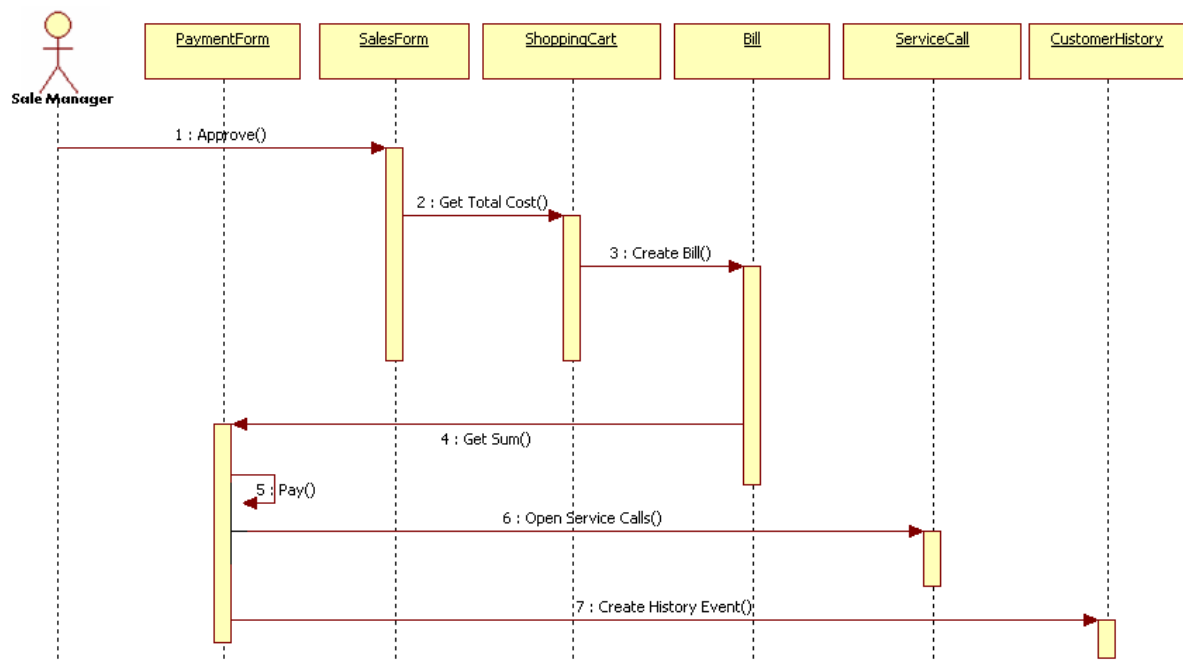 PaymentForm
SalesForm
ShoppingCart
Bill
ServiceCall
CustomerHistory
Sale Manager
1 : Approve()
2 : Get Total Cost()
3 : Create Bill()
4 : Get Sum()
5 : Pay()
6 : Open Service Calls()
7 : Create History Event()